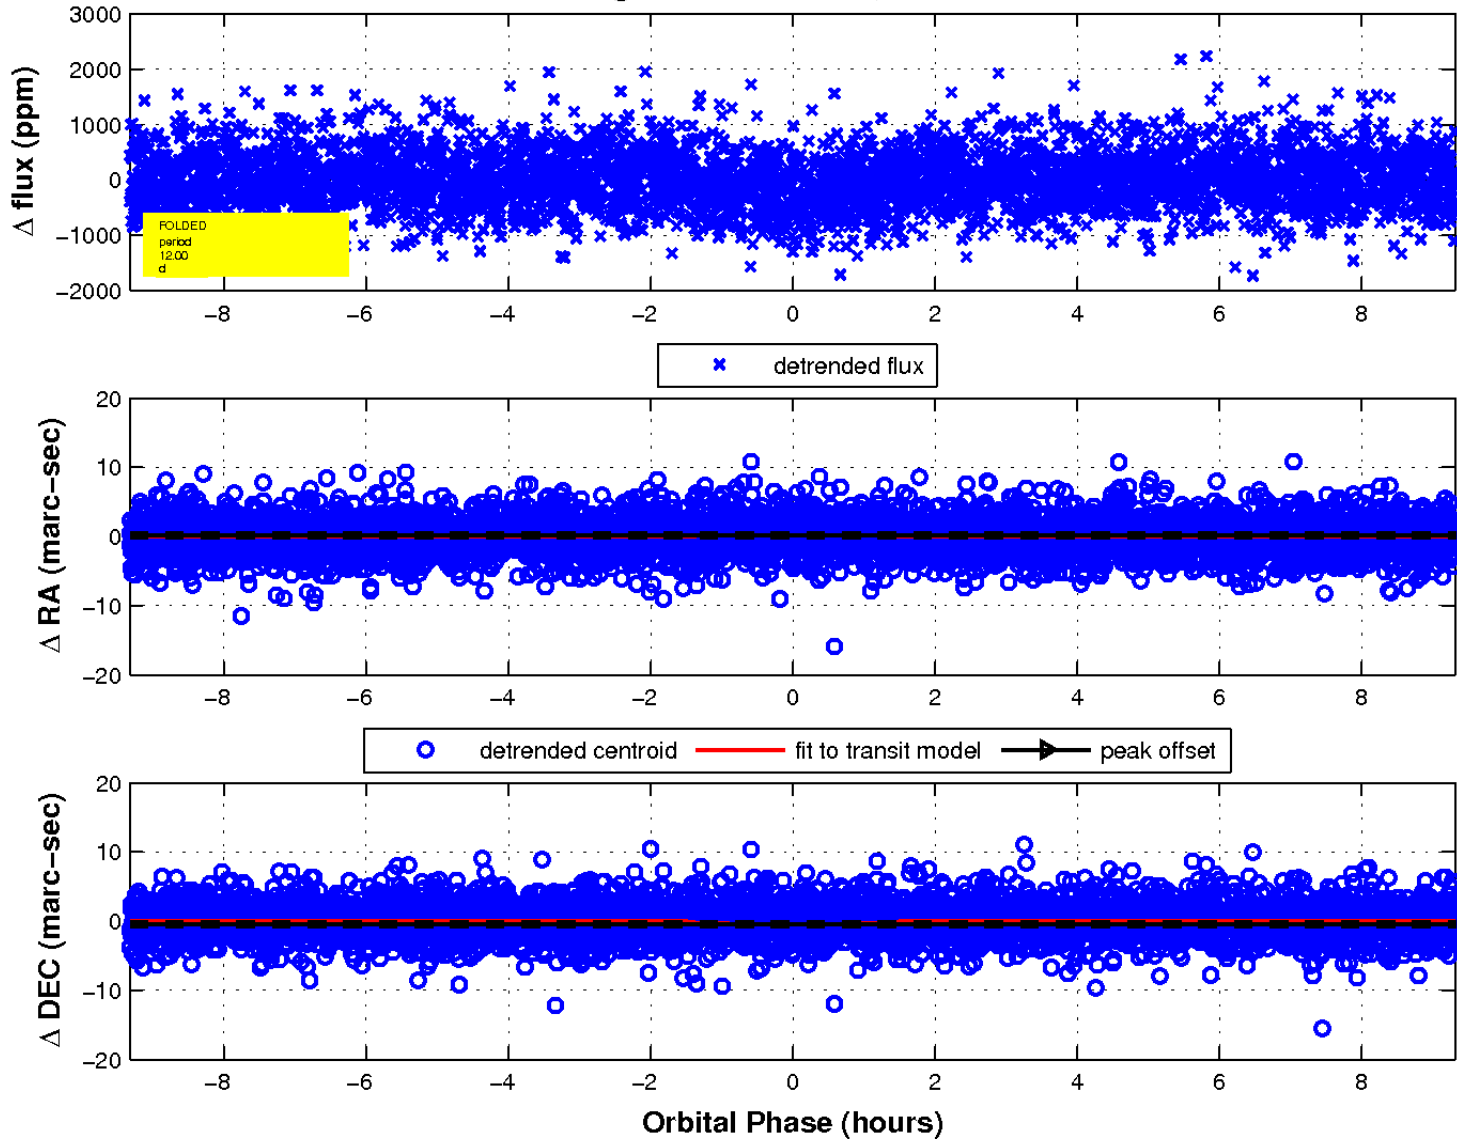 3000
2000
1000
0
−1000
−2000
Δ flux (ppm)
FOLDED
period
12.00
d
−8 −6 −4 −2 0 2 4 6 8
detrended flux
20
10
0
−10
−20
Δ RA (marc−sec)
−8 −6 −4 −2 0 2 4 6 8
detrended centroid fit to transit model peak offset
20
10
0
−10
−20
Δ DEC (marc−sec)
−8 −6 −4 −2 0 2 4 6 8
Orbital Phase (hours)